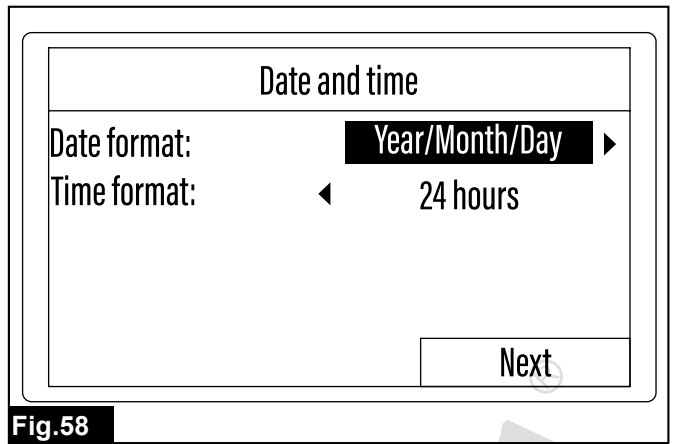 Date and time
Date format: Year/Month/Day ▶
Time format: ◀ 24 hours
Next
®
Fig.58